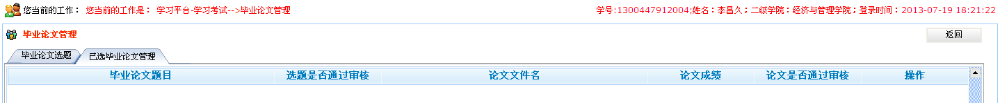 您当前的工作： 您当前的工作是： 学习平台-学习考试-->毕业论文管理 学号:1300447912004;姓名：李昌久；二级学院：经济与管理学院；登录时间：2013-07-19 18:21:22
毕业论文管理 返回
毕业论文选题 已选毕业论文管理
毕业论文题目 选题是否通过审核 论文文件名 论文成绩 论文是否通过审核 操作